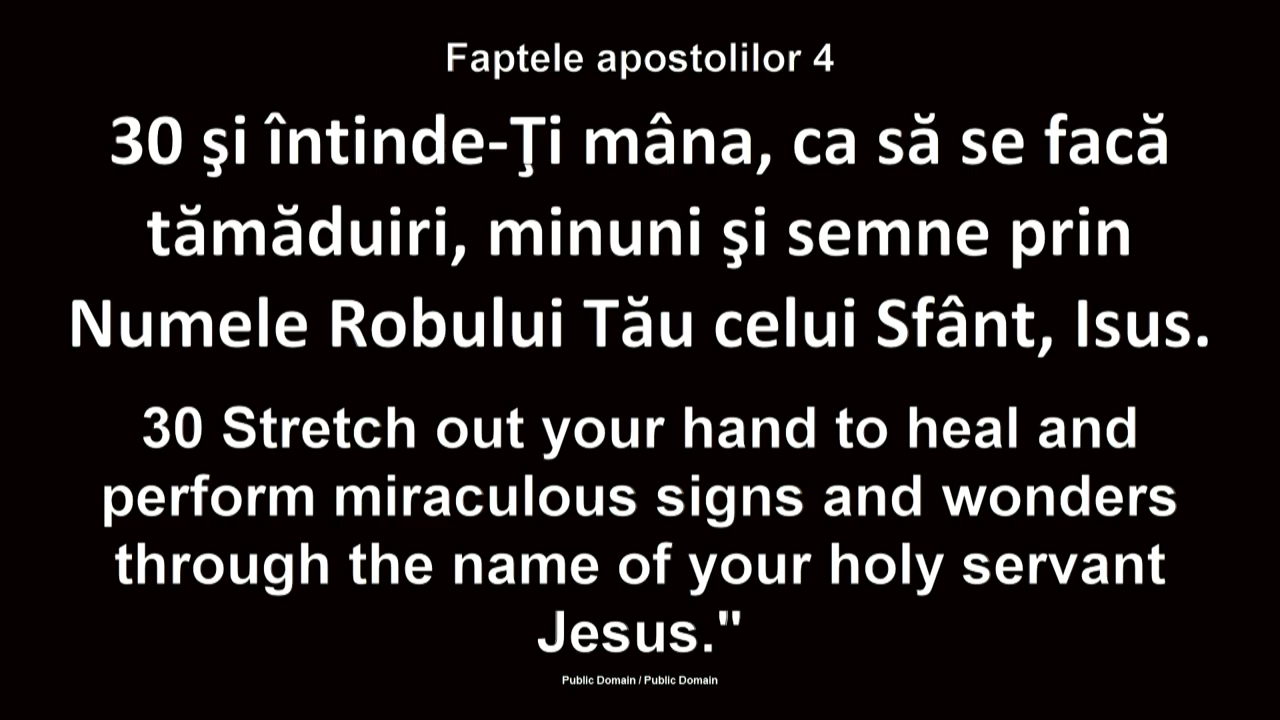 Faptele apostolilor 4
30 şi întinde-Ţi mâna, ca să se facă
tămăduiri, minuni şi semne prin
Numele Robului Tău celui Sfânt, Isus.
30 Stretch out your hand to heal and
perform miraculous signs and wonders
through the name of your holy servant
Jesus."
Public Domain / Public Domain